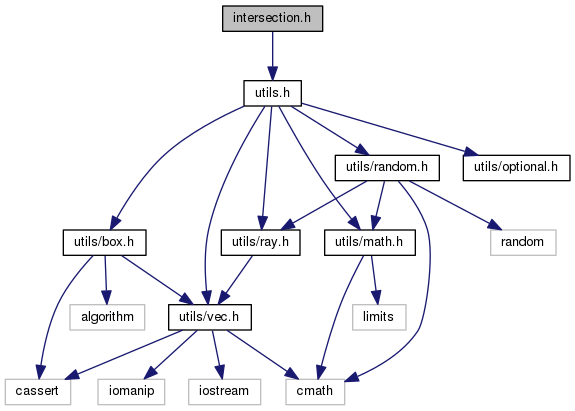 intersection.h
utils.h
utils/random.h
utils/optional.h
utils/box.h
utils/ray.h
utils/math.h
random
algorithm
utils/vec.h
limits
cassert
iomanip
iostream
cmath